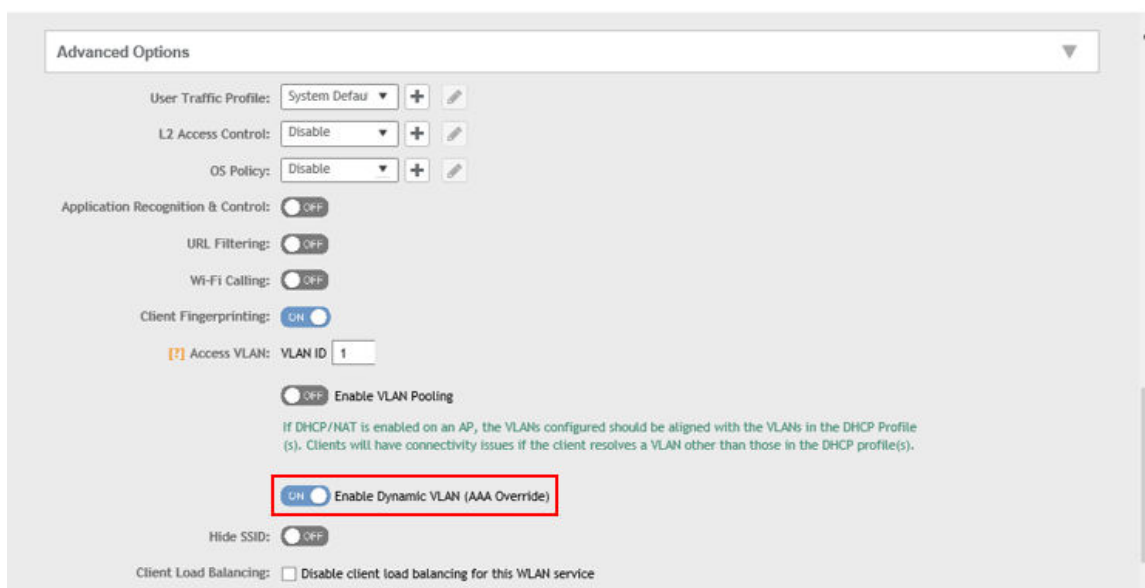 Advanced Options
User Traffic Profile: System Defau
L2 Access Control: Disable
OS Policy: Disable
Application Recognition & Control: OFF
URL Filtering: OFF
Wi-Fi Calling: OFF
Client Fingerprinting: ON
[?] Access VLAN: VLAN ID 1
OFF Enable VLAN Pooling
If DHCP/NAT is enabled on an AP, the VLANs configured should be aligned with the VLANs in the DHCP Profile
(s). Clients will have connectivity issues if the client resolves a VLAN other than those in the DHCP profile(s).
ON Enable Dynamic VLAN (AAA Override)
Hide SSID: OFF
Client Load Balancing: Disable client load balancing for this WLAN service